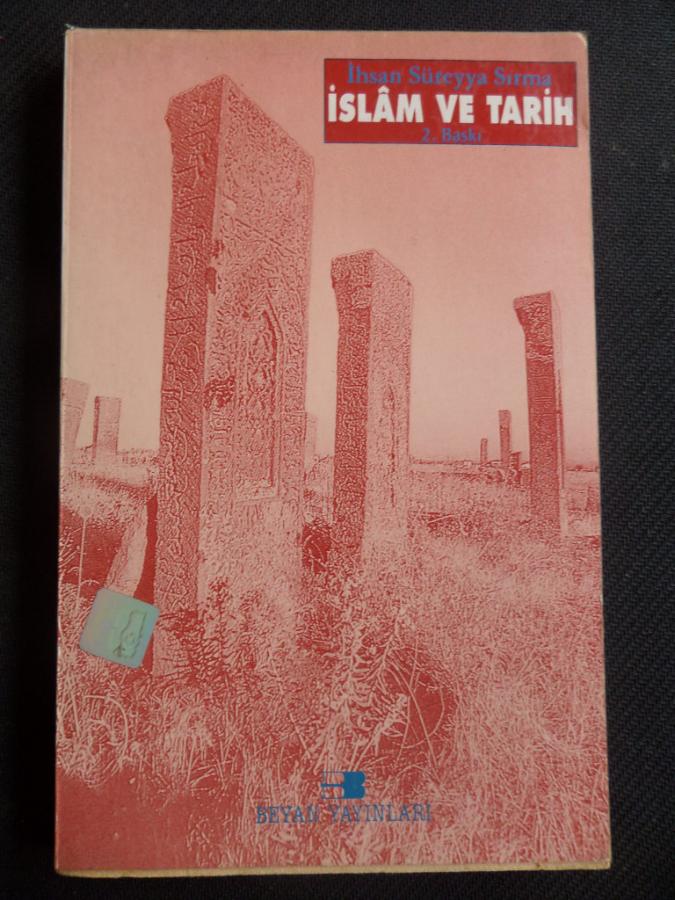 İhsan Süreyya Sırma
İSLÂM VE TARİH
2. Baskı
BEYAN YAYINLARI